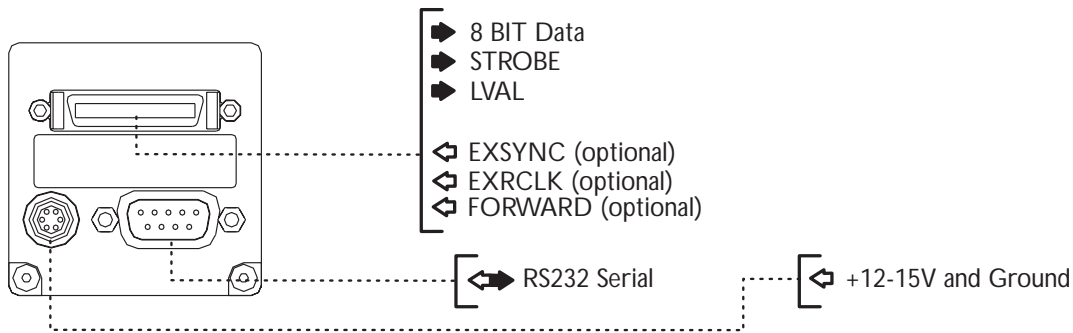 8 BIT Data
STROBE
LVAL
EXSYNC (optional)
EXRCLK (optional)
FORWARD (optional)
RS232 Serial
+12-15V and Ground